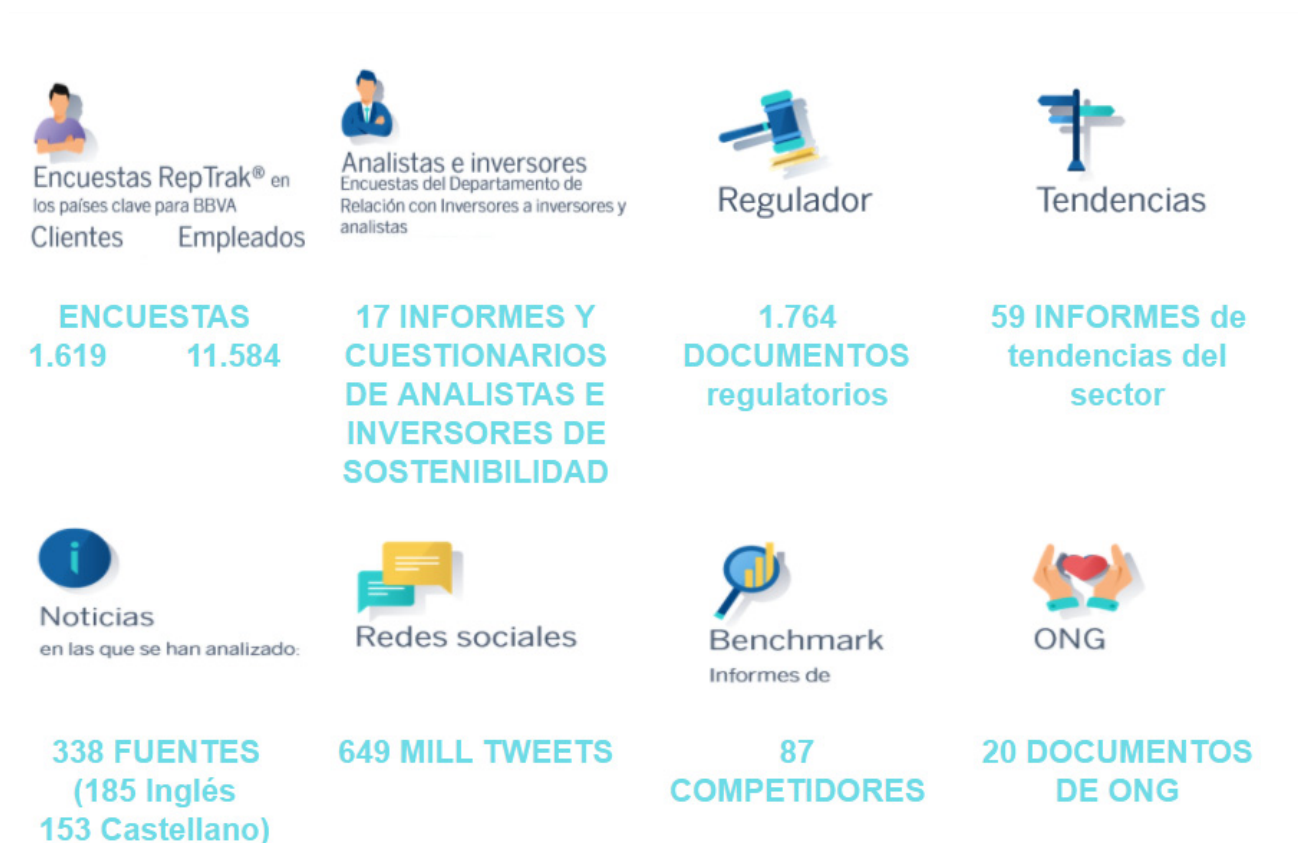 Encuestas RepTrak® en
los países clave para BBVA
Clientes Empleados
ENCUESTAS
1.619 11.584
Analistas e inversores
Encuestas del Departamento de
Relación con Inversores a inversores y
analistas
17 INFORMES Y
CUESTIONARIOS
DE ANALISTAS E
INVERSORES DE
SOSTENIBILIDAD
Regulador
1.764
DOCUMENTOS
regulatorios
Tendencias
59 INFORMES de
tendencias del
sector
Noticias
en las que se han analizado:
338 FUENTES
(185 Inglés
153 Castellano)
Redes sociales
649 MILL TWEETS
Benchmark
Informes de
87
COMPETIDORES
ONG
20 DOCUMENTOS
DE ONG